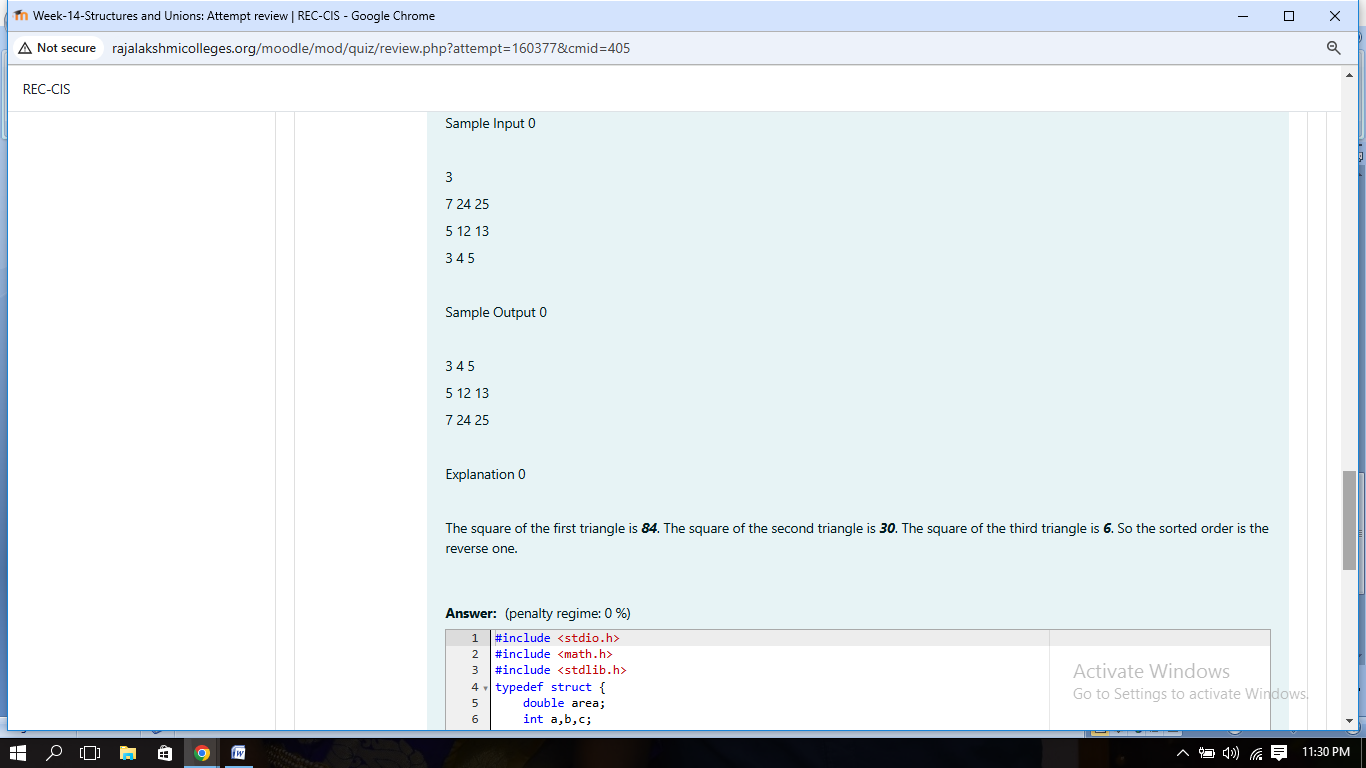 Week-14-Structures and Unions: Attempt review | REC-CIS - Google Chrome
Not secure rajalakshmicolleges.org/moodle/mod/quiz/review.php?attempt=160377&cmid=405
REC-CIS
Sample Input 0
3
7 24 25
5 12 13
3 4 5
Sample Output 0
3 4 5
5 12 13
7 24 25
Explanation 0
The square of the first triangle is 84. The square of the second triangle is 30. The square of the third triangle is 6. So the sorted order is the
reverse one.
Answer: (penalty regime: 0 %)
1 #include <stdio.h>
2 #include <math.h>
3 #include <stdlib.h>
4 typedef struct {
5 double area;
6 int a,b,c;
Activate Windows
Go to Settings to activate Windows.
11:30 PM